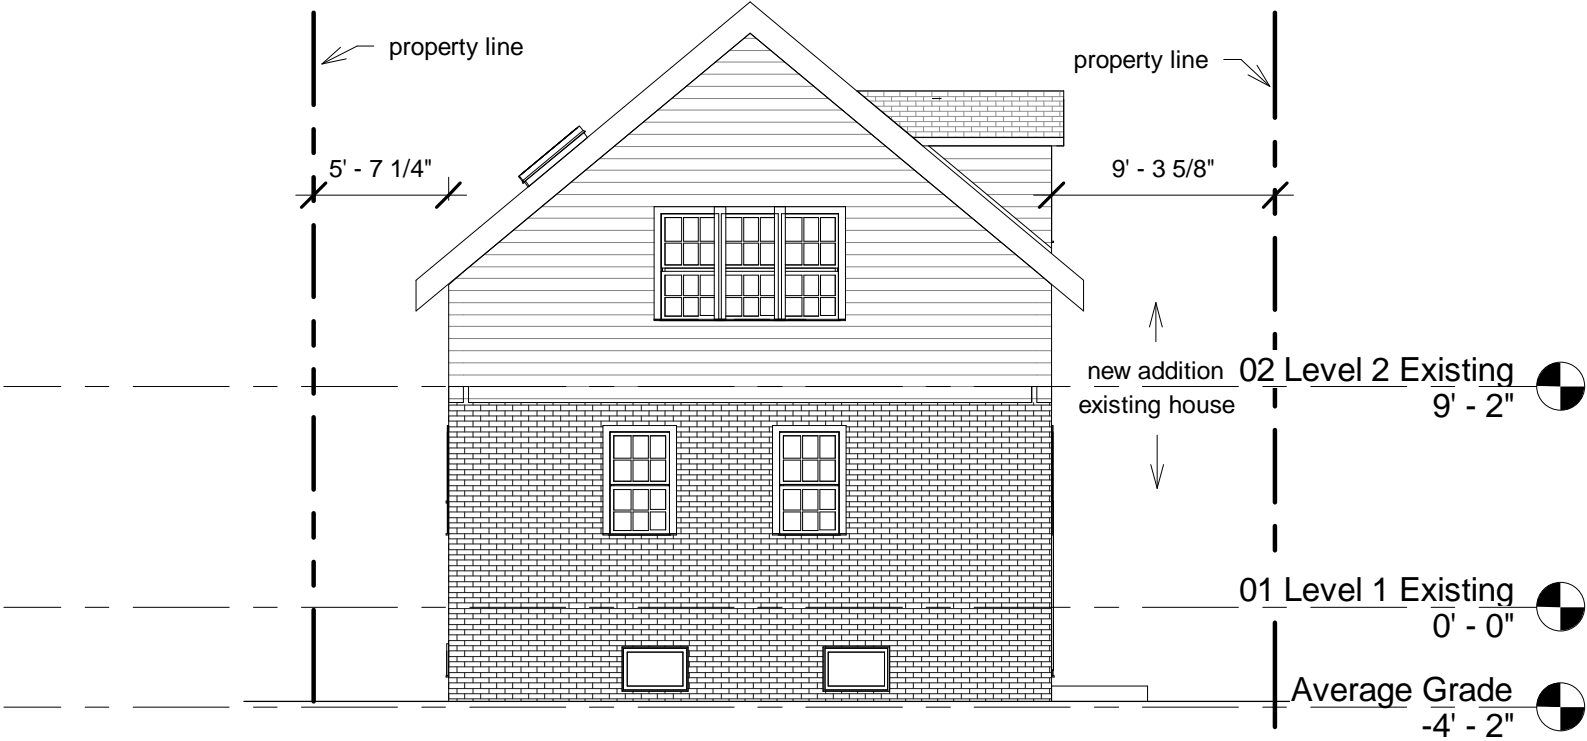 property line
property line
5' - 7 1/4"
9' - 3 5/8"
new addition
existing house
02 Level 2 Existing
9' - 2"
01 Level 1 Existing
0' - 0"
Average Grade
-4' - 2"